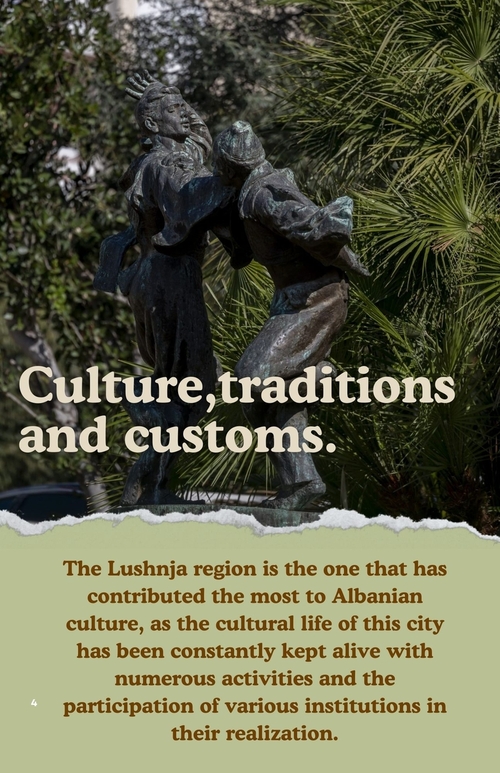 Culture,traditions
and customs.
The Lushnja region is the one that has
contributed the most to Albanian
culture, as the cultural life of this city
has been constantly kept alive with
numerous activities and the
participation of various institutions in
their realization.
4